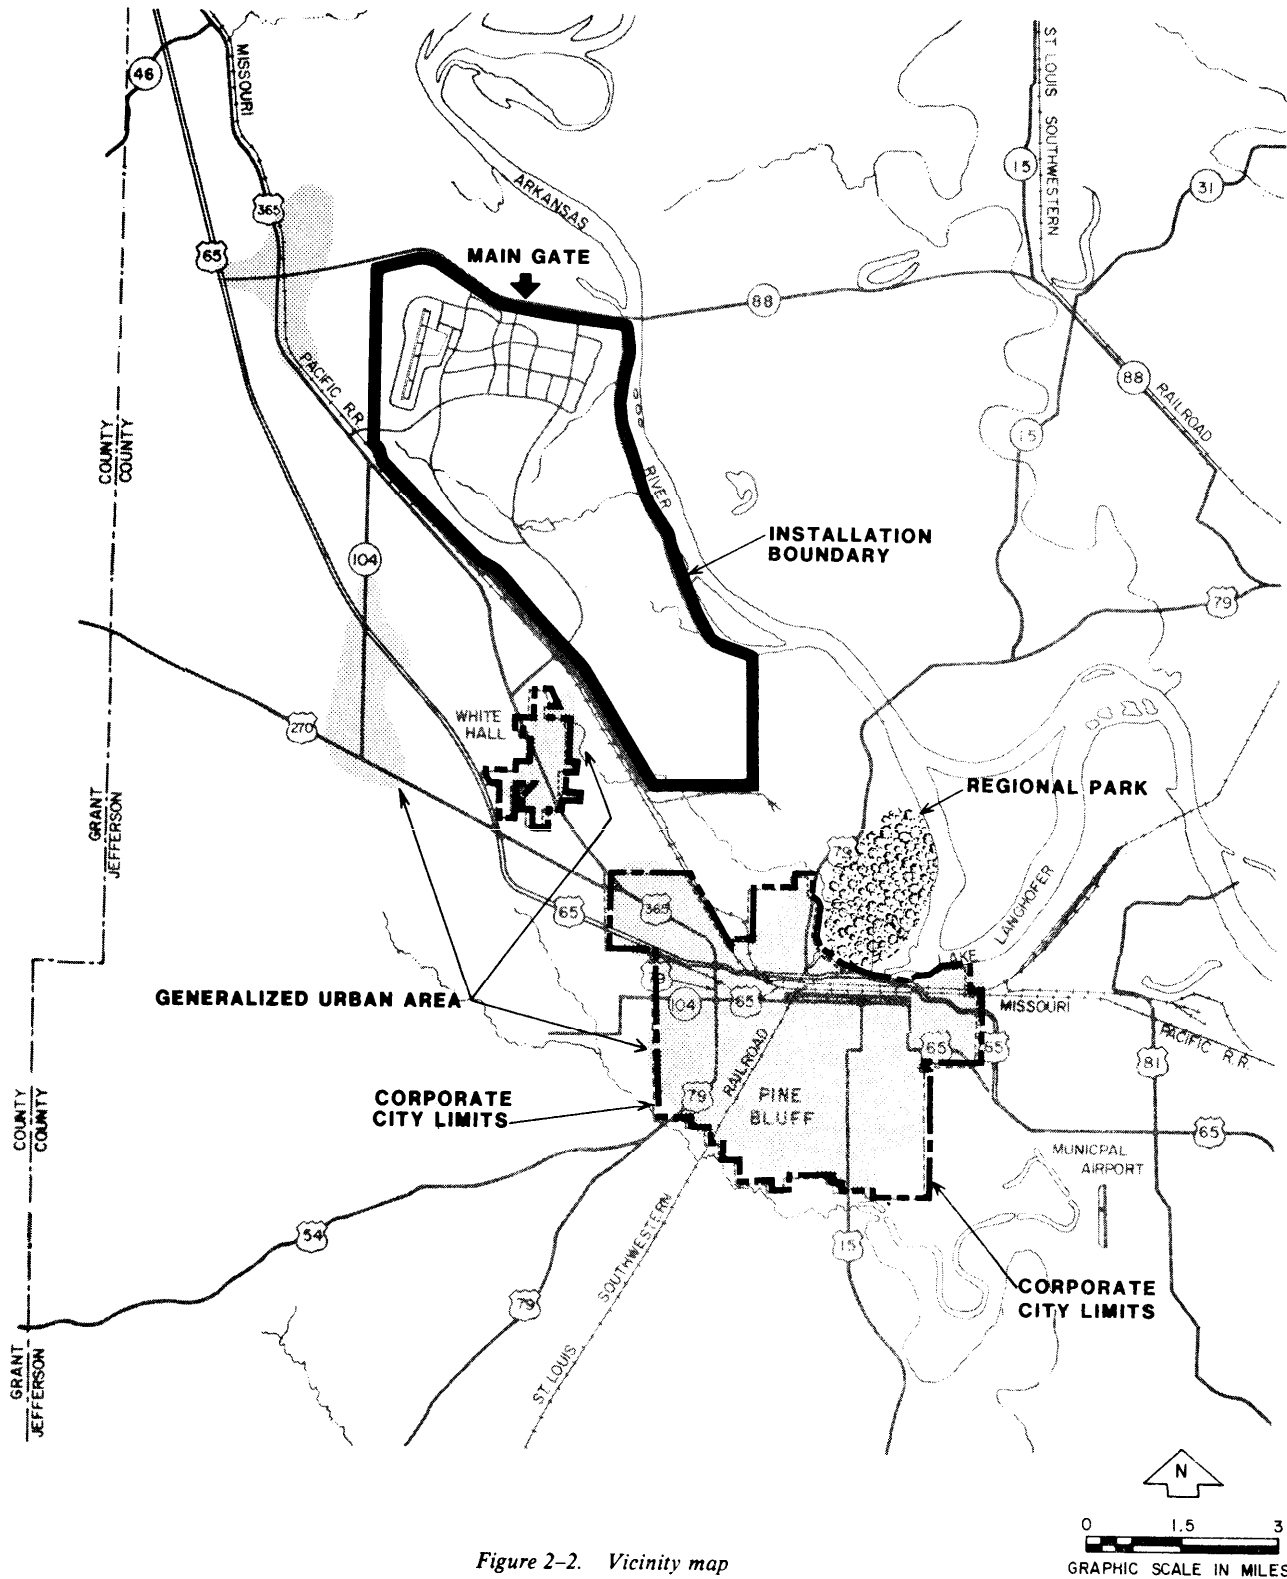 46
MISSOURI
ST LOUIS SOUTHWESTERN
15
31
365
ARKANSAS
65
MAIN GATE
88
PACIFIC R.R.
88
RAILROAD
15
COUNTY
COUNTY
RIVER
INSTALLATION
BOUNDARY
104
79
WHITE
HALL
270
REGIONAL PARK
GRANT
JEFFERSON
79
LANGHOFER
65
365
LAKE
79
GENERALIZED URBAN AREA
104
65
MISSOURI
PACIFIC R.R.
RAILROAD
65
65
81
PINE
BLUFF
79
CORPORATE
CITY LIMITS
COUNTY
COUNTY
65
MUNICPAL
AIRPORT
54
SOUTHWESTERN
15
79
CORPORATE
CITY LIMITS
ST. LOUIS
GRANT
JEFFERSON
N
0 1.5 3
GRAPHIC SCALE IN MILES
Figure 2–2. Vicinity map